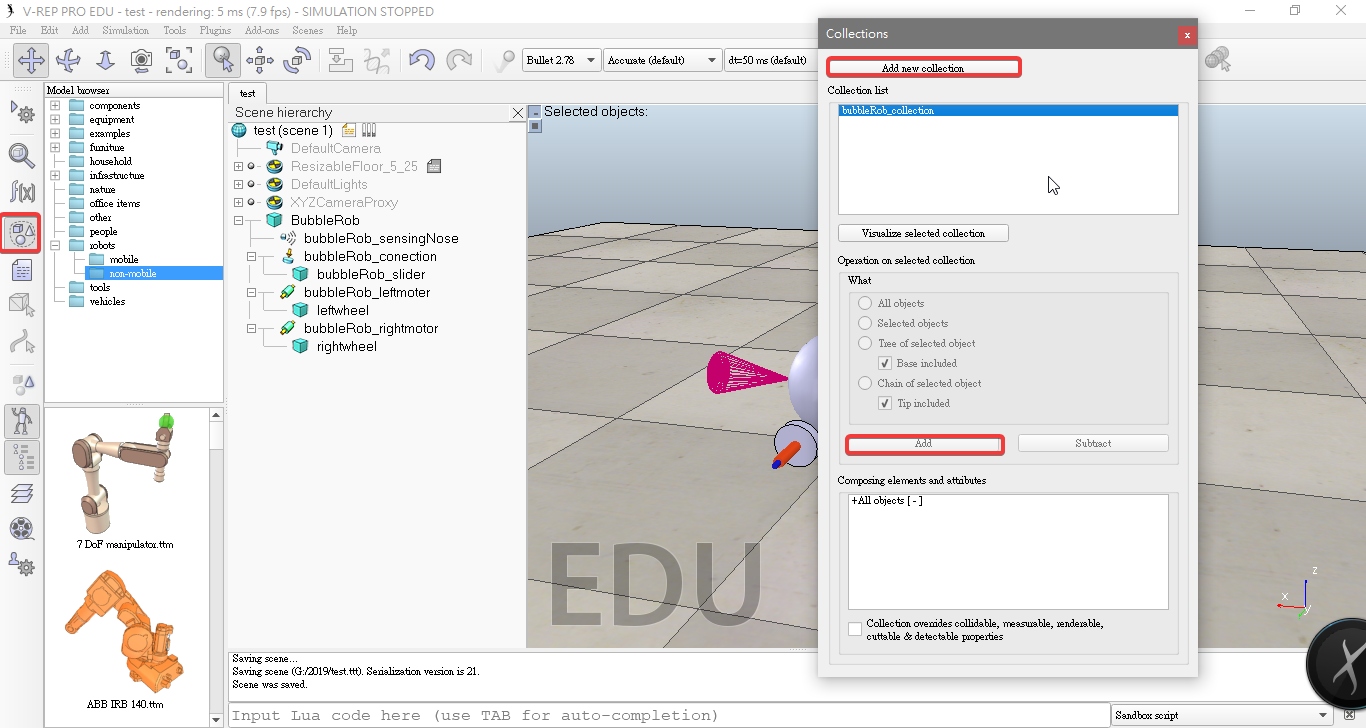 V-REP PRO EDU - test - rendering: 5 ms (7.9 fps) - SIMULATION STOPPED
File Edit Add Simulation Tools Plugins Add-ons Scenes Help
Bullet 2.78 Accurate (default) dt=50 ms (default)
Model browser
components
equipment
examples
furniture
household
infrastructure
nature
office items
other
people
robots
mobile
non-mobile
tools
vehicles
7 DoF manipulator.ttm
ABB IRB 140.ttm
test
Scene hierarchy
test (scene 1)
DefaultCamera
ResizableFloor_5_25
DefaultLights
XYZCameraProxy
BubbleRob
bubbleRob_sensingNose
bubbleRob_conection
bubbleRob_slider
bubbleRob_leftmoter
leftwheel
bubbleRob_rightmotor
rightwheel
Selected objects:
EDU
z
x
y
Collections
x
Add new collection
Collection list
bubbleRob_collection
Visualize selected collection
Operation on selected collection
What
All objects
Selected objects
Tree of selected object
Base included
Chain of selected object
Tip included
Add Subtract
Composing elements and attributes
+All objects [ - ]
Collection overrides collidable, measurable, renderable,
cuttable & detectable properties
Saving scene...
Saving scene (G:/2019/test.ttt). Serialization version is 21.
Scene was saved.
Input Lua code here (use TAB for auto-completion)
Sandbox script